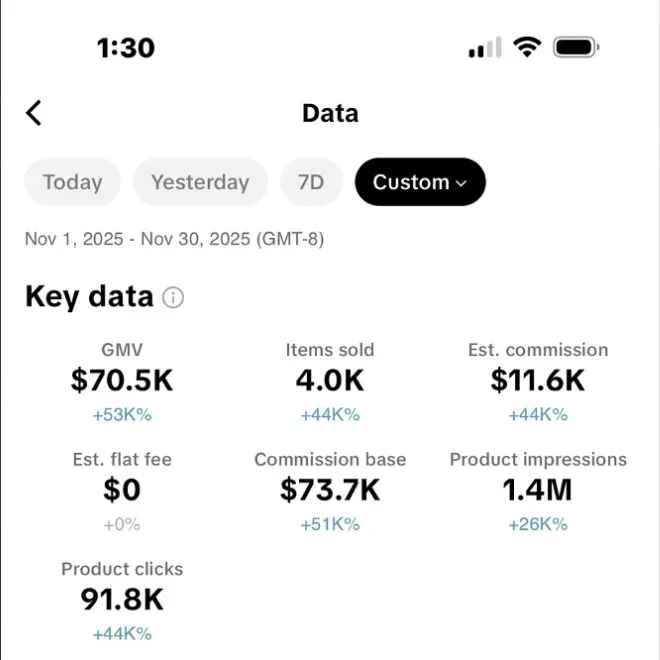 1:30
Data
Today Yesterday 7D Custom
Nov 1, 2025 - Nov 30, 2025 (GMT-8)
Key data
GMV Items sold Est. commission
$70.5K 4.0K $11.6K
+53K% +44K% +44K%
Est. flat fee Commission base Product impressions
$0 $73.7K 1.4M
+0% +51K% +26K%
Product clicks
91.8K
+44K%